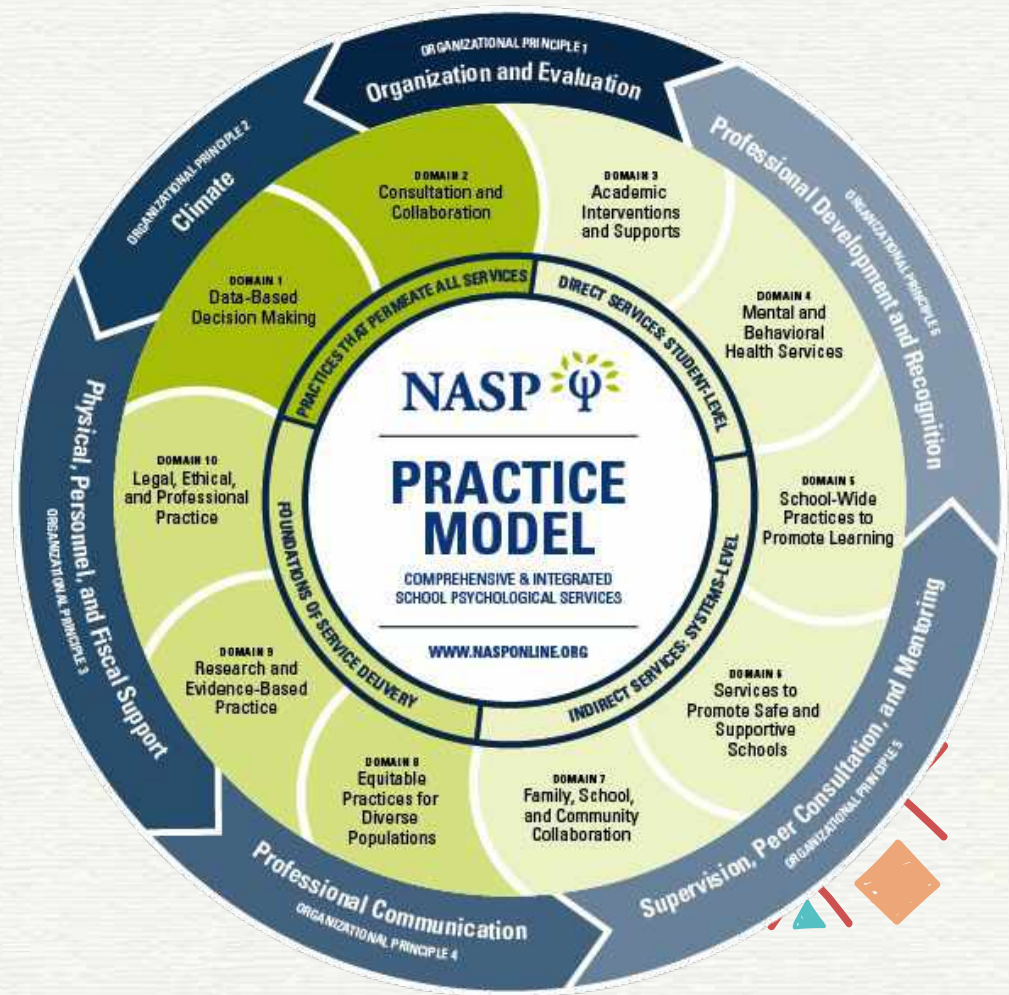 ORGANIZATIONAL PRINCIPLE 1
Organization and Evaluation
ORGANIZATIONAL PRINCIPLE 2
Climate
Physical, Personnel, and Fiscal Support
ORGANIZATIONAL PRINCIPLE 3
Professional Communication
ORGANIZATIONAL PRINCIPLE 4
Supervision, Peer Consultation, and Mentoring
ORGANIZATIONAL PRINCIPLE 5
Professional Development and Recognition
ORGANIZATIONAL PRINCIPLE
DOMAIN 1
Data-Based
Decision Making
DOMAIN 2
Consultation and
Collaboration
DOMAIN 3
Academic
Interventions
and Supports
DOMAIN 4
Mental and
Behavioral
Health Services
DOMAIN 5
School-Wide
Practices to
Promote Learning
DOMAIN 6
Services to
Promote Safe and
Supportive
Schools
DOMAIN 7
Family, School,
and Community
Collaboration
DOMAIN 8
Equitable
Practices for
Diverse
Populations
DOMAIN 9
Research and
Evidence-Based
Practice
DOMAIN 10
Legal, Ethical,
and Professional
Practice
PRACTICES THAT PERMEATE ALL SERVICES
DIRECT SERVICES: STUDENT-LEVEL
INDIRECT SERVICES: SYSTEMS-LEVEL
FOUNDATIONS OF SERVICE DELIVERY
NASP
PRACTICE
MODEL
COMPREHENSIVE & INTEGRATED
SCHOOL PSYCHOLOGICAL SERVICES
WWW.NASPONLINE.ORG